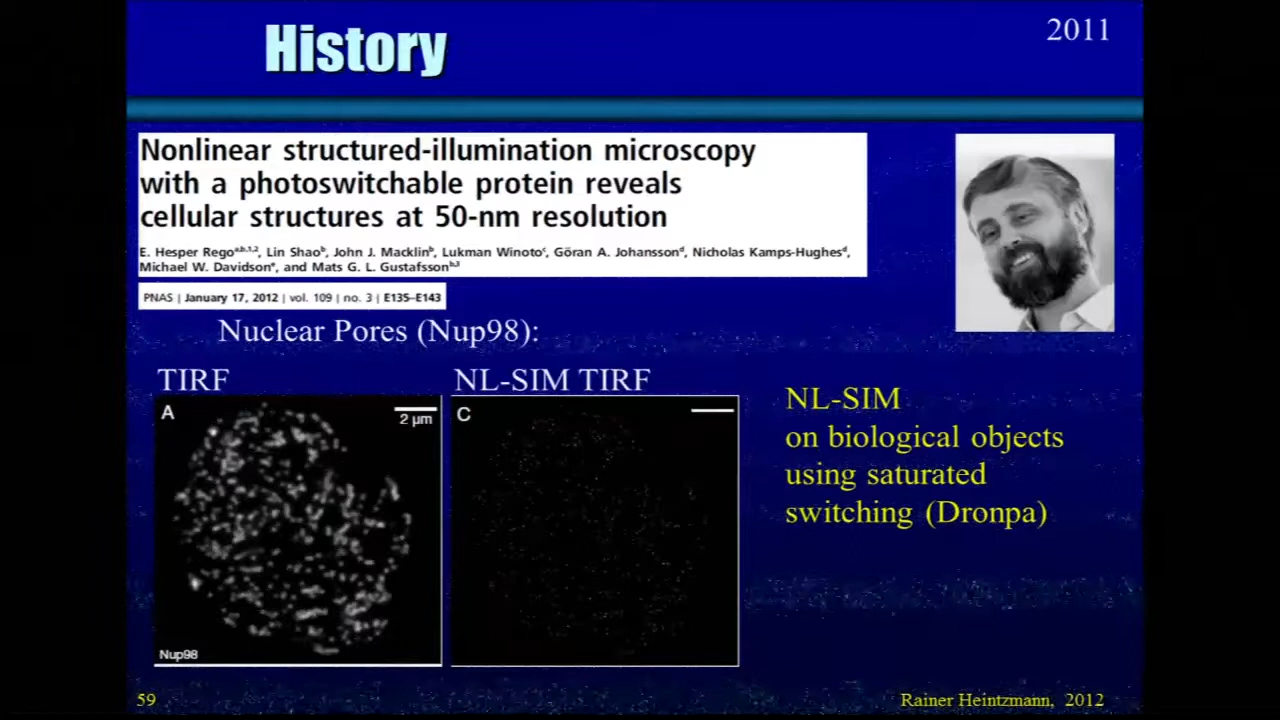 History
2011
Nonlinear structured-illumination microscopy
with a photoswitchable protein reveals
cellular structures at 50-nm resolution
E. Hesper Rego^a,b,1,2, Lin Shao^b, John J. Macklin^b, Lukman Winoto^c, Göran A. Johansson^d, Nicholas Kamps-Hughes^d,
Michael W. Davidson^e, and Mats G. L. Gustafsson^b,3
PNAS | January 17, 2012 | vol. 109 | no. 3 | E135–E143
Nuclear Pores (Nup98):
TIRF
NL-SIM TIRF
A
2 μm
C
Nup98
NL-SIM
on biological objects
using saturated
switching (Dronpa)
59
Rainer Heintzmann, 2012